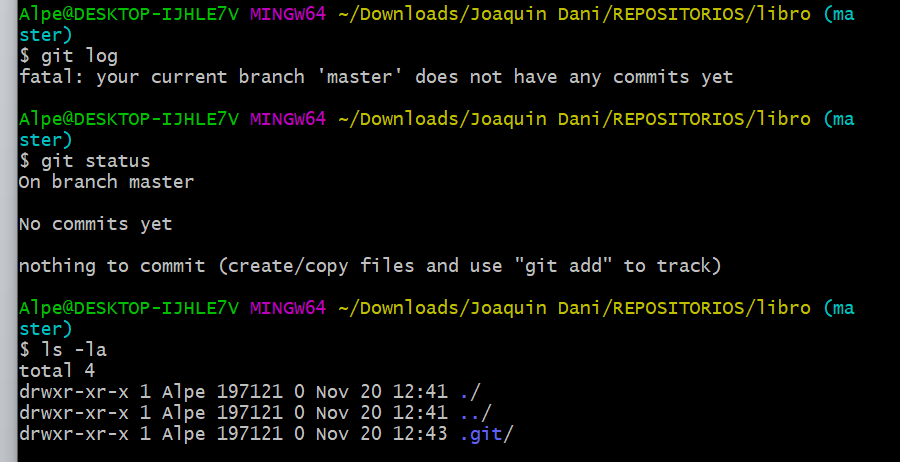 Alpe@DESKTOP-IJHLE7V MINGW64 ~/Downloads/Joaquin Dani/REPOSITORIOS/libro (ma
ster)
$ git log
fatal: your current branch 'master' does not have any commits yet
Alpe@DESKTOP-IJHLE7V MINGW64 ~/Downloads/Joaquin Dani/REPOSITORIOS/libro (ma
ster)
$ git status
On branch master
No commits yet
nothing to commit (create/copy files and use "git add" to track)
Alpe@DESKTOP-IJHLE7V MINGW64 ~/Downloads/Joaquin Dani/REPOSITORIOS/libro (ma
ster)
$ ls -la
total 4
drwxr-xr-x 1 Alpe 197121 0 Nov 20 12:41 ./
drwxr-xr-x 1 Alpe 197121 0 Nov 20 12:41 ../
drwxr-xr-x 1 Alpe 197121 0 Nov 20 12:43 .git/